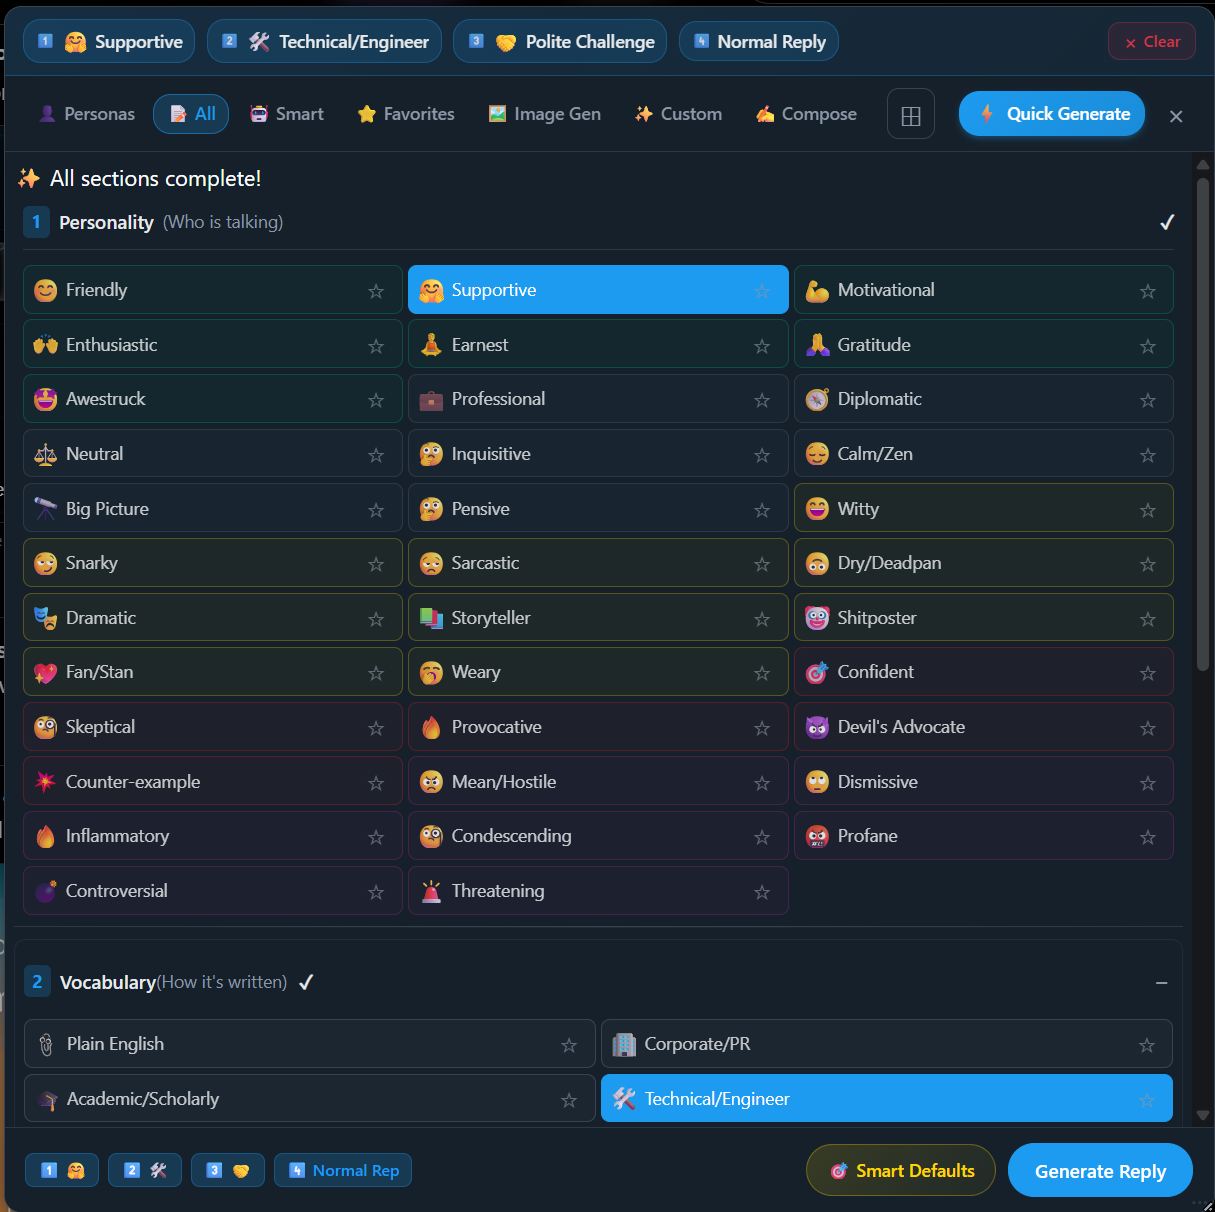 1 Supportive
2 Technical/Engineer
3 Polite Challenge
4 Normal Reply
× Clear
Personas
All
Smart
Favorites
Image Gen
Custom
Compose
Quick Generate
×
All sections complete!
1 Personality (Who is talking) ✓
Friendly
Supportive
Motivational
Enthusiastic
Earnest
Gratitude
Awestruck
Professional
Diplomatic
Neutral
Inquisitive
Calm/Zen
Big Picture
Pensive
Witty
Snarky
Sarcastic
Dry/Deadpan
Dramatic
Storyteller
Shitposter
Fan/Stan
Weary
Confident
Skeptical
Provocative
Devil's Advocate
Counter-example
Mean/Hostile
Dismissive
Inflammatory
Condescending
Profane
Controversial
Threatening
2 Vocabulary(How it's written) ✓ −
Plain English
Corporate/PR
Academic/Scholarly
Technical/Engineer
1
2
3
4 Normal Rep
Smart Defaults
Generate Reply